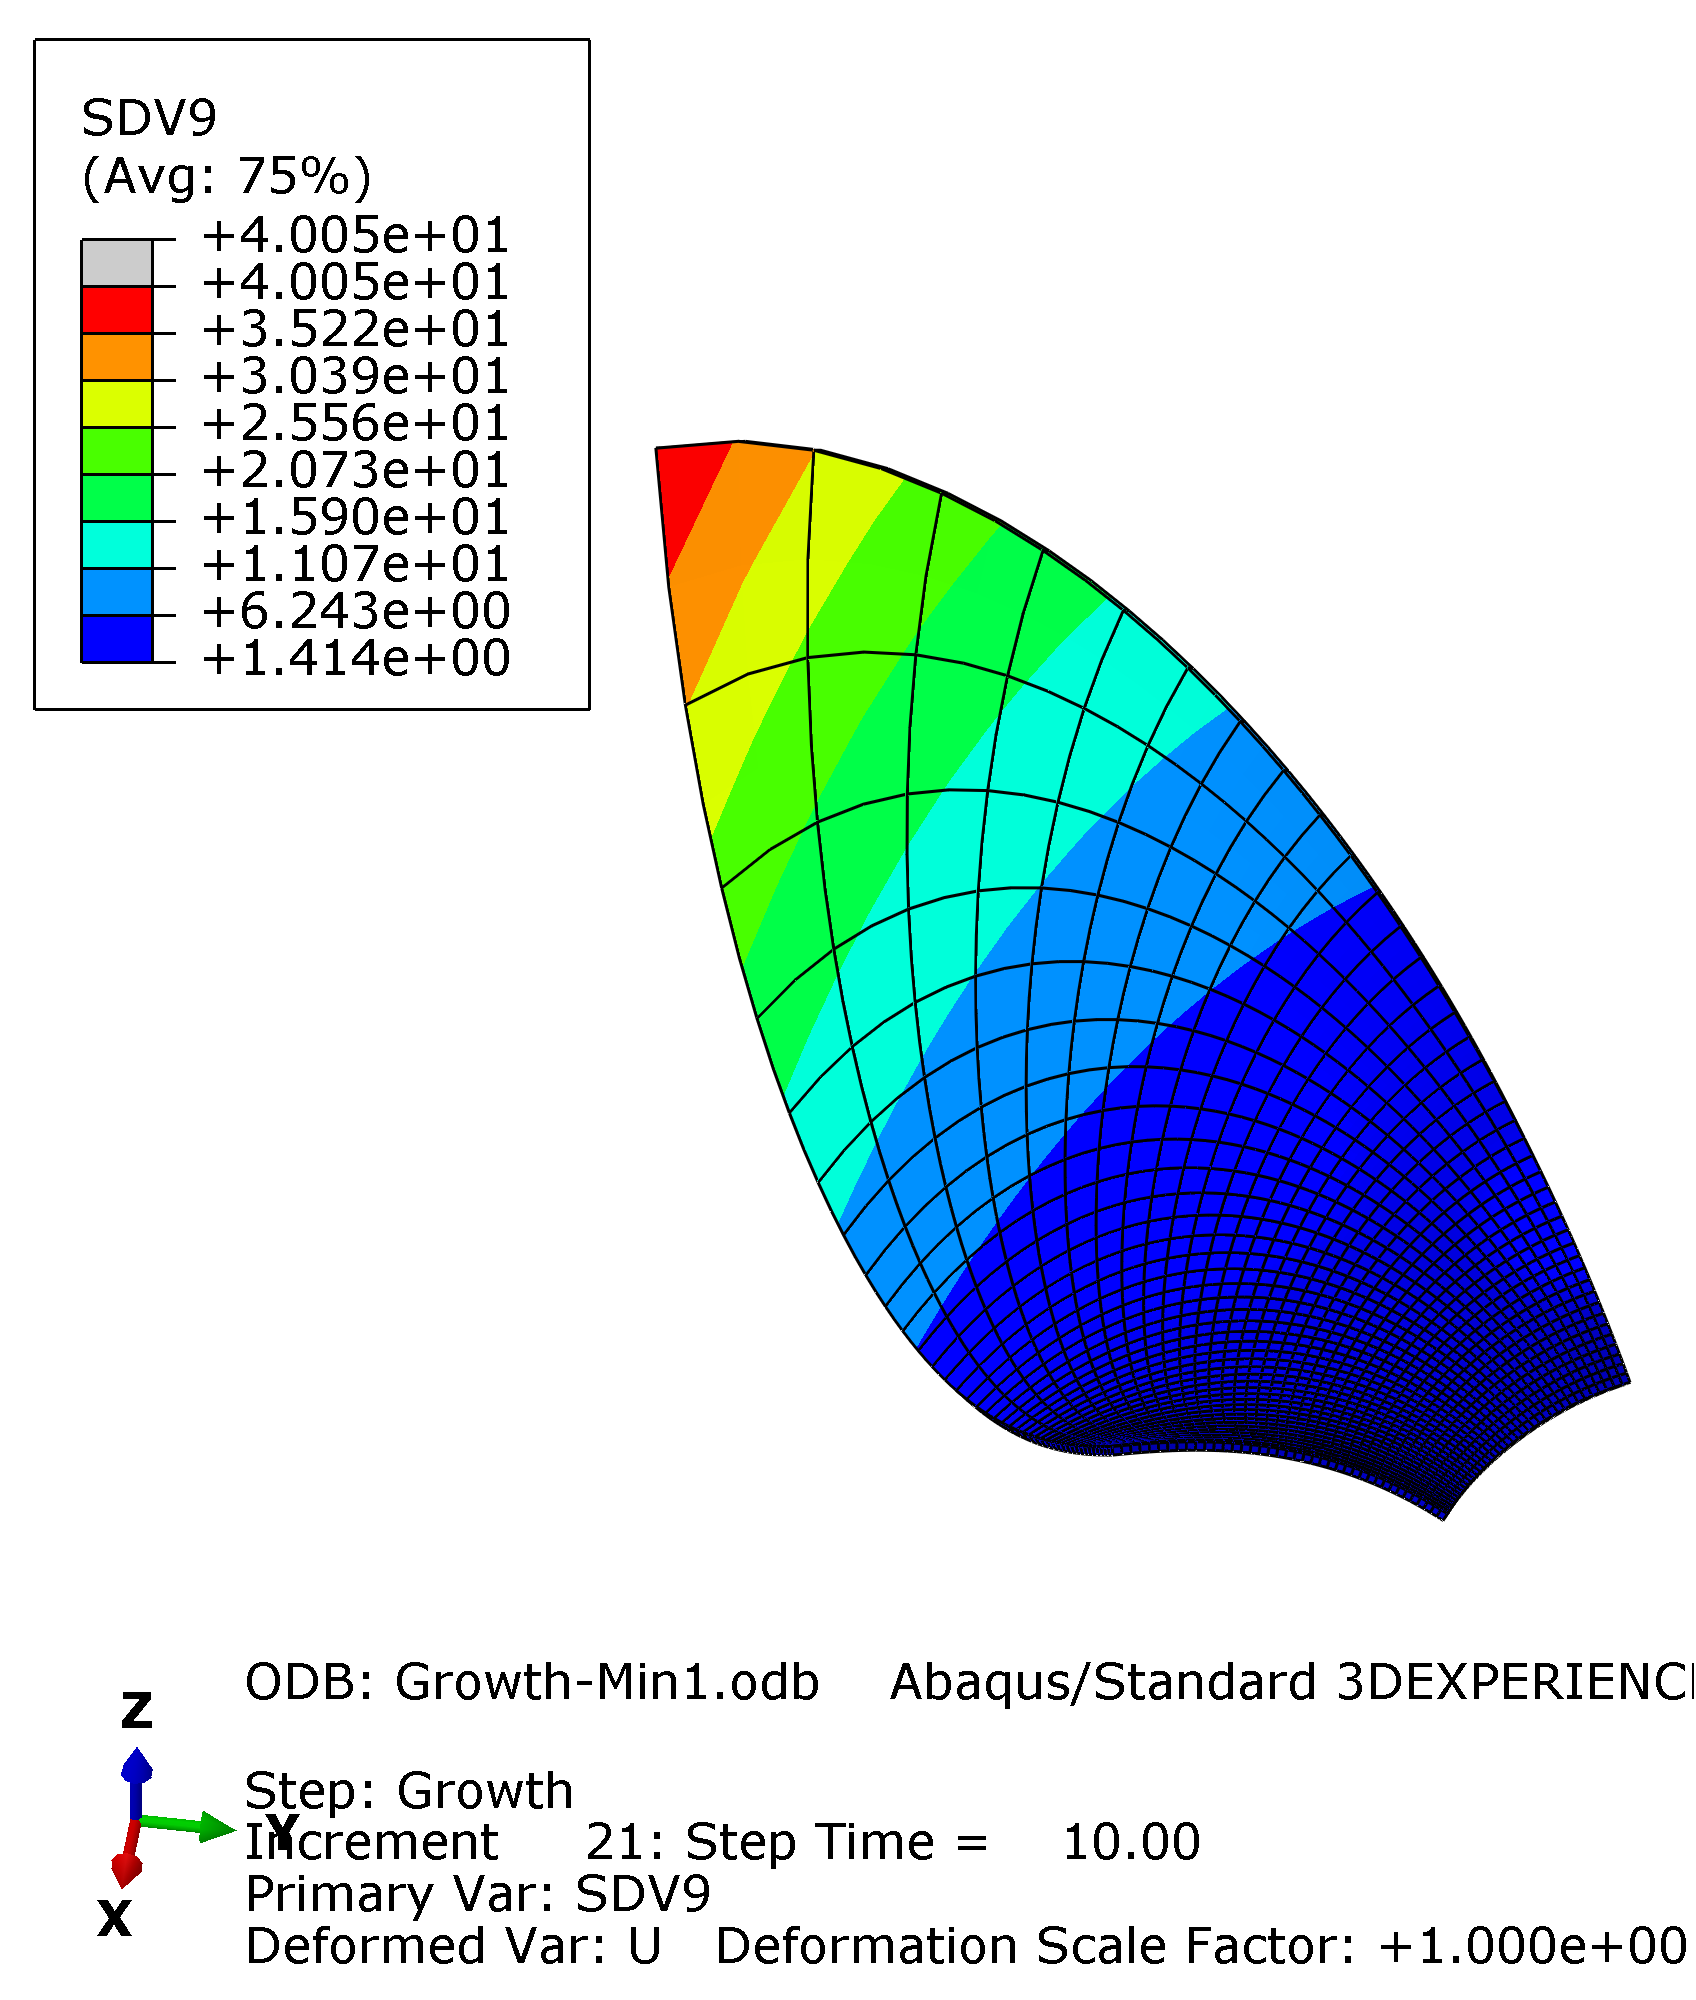 SDV9
(Avg: 75%)
+4.005e+01
+4.005e+01
+3.522e+01
+3.039e+01
+2.556e+01
+2.073e+01
+1.590e+01
+1.107e+01
+6.243e+00
+1.414e+00
ODB: Growth-Min1.odb Abaqus/Standard
Z
Y
X
Step: Growth
Increment 21: Step Time = 10.00
Primary Var: SDV9
Deformed Var: U Deformation Scale Factor: +1.000e+00